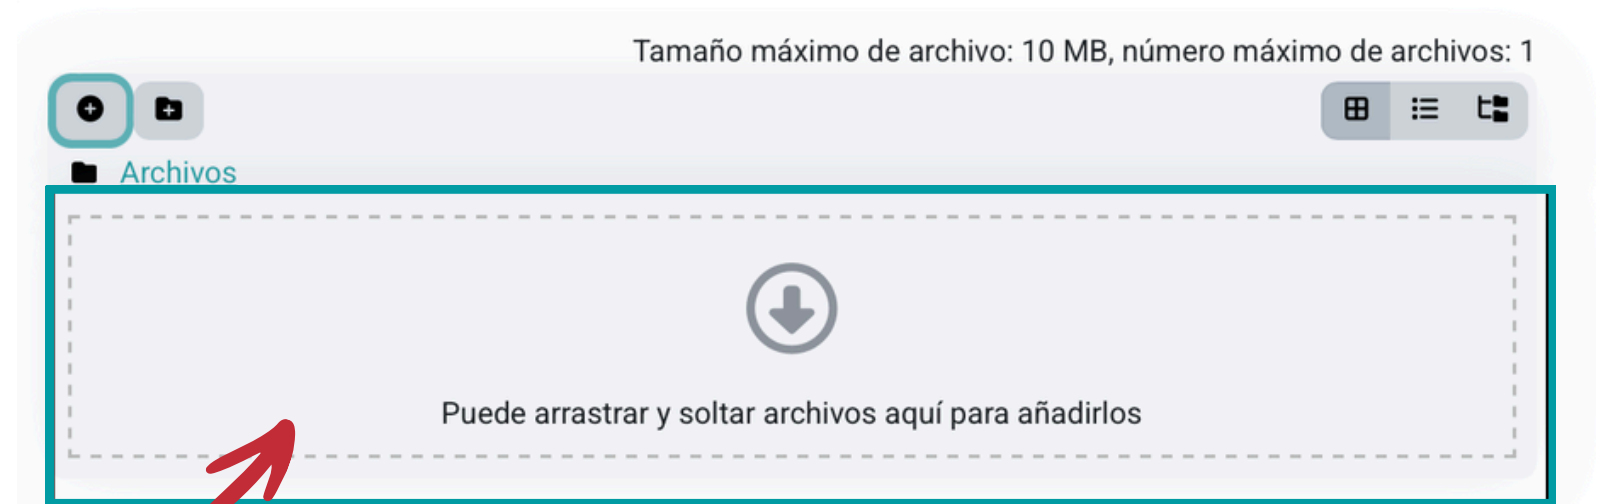 Tamaño máximo de archivo: 10 MB, número máximo de archivos: 1
Archivos
Puede arrastrar y soltar archivos aquí para añadirlos